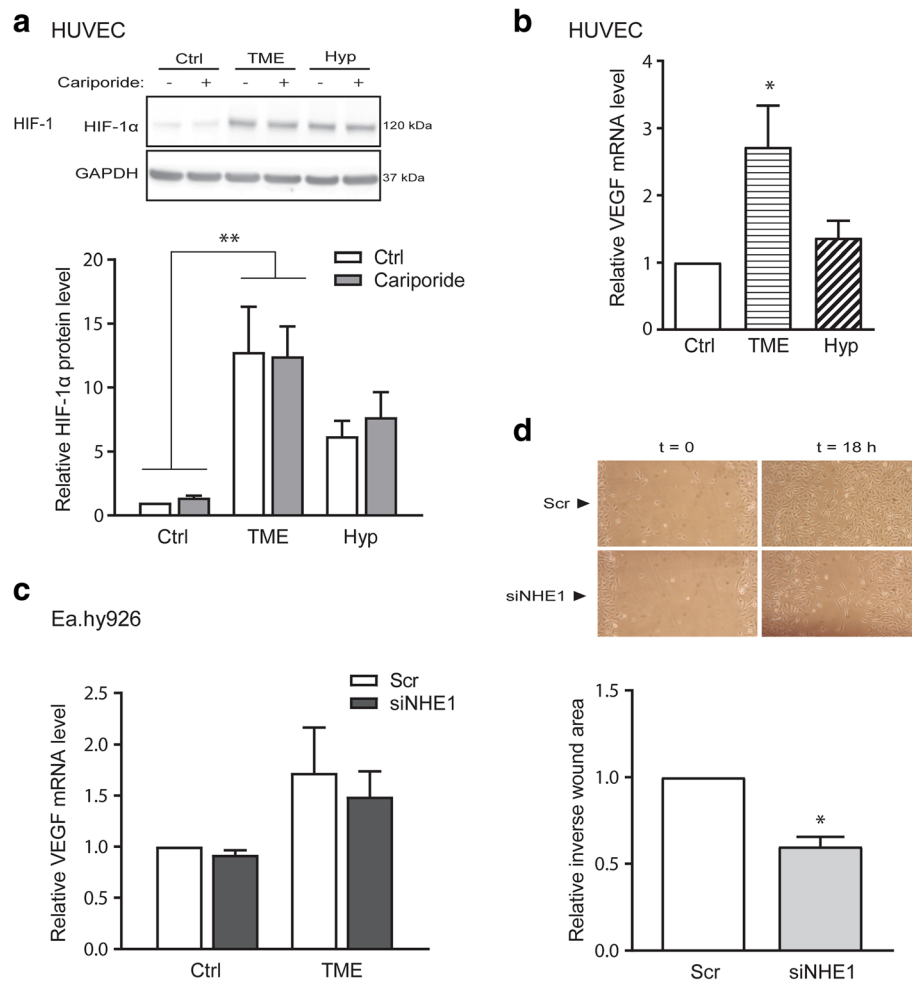 a HUVEC
Ctrl TME Hyp
Cariporide: - + - + - +
HIF-1 HIF-1α 120 kDa
GAPDH 37 kDa
**
Ctrl
Cariporide
Relative HIF-1α protein level
20
15
10
5
0
Ctrl TME Hyp
b HUVEC
*
Relative VEGF mRNA level
4
3
2
1
0
Ctrl TME Hyp
c
Ea.hy926
Scr
siNHE1
Relative VEGF mRNA level
2.5
2.0
1.5
1.0
0.5
0.0
Ctrl TME
d
t = 0 t = 18 h
Scr
siNHE1
Relative inverse wound area
1.5
1.0
0.5
0.0
*
Scr siNHE1